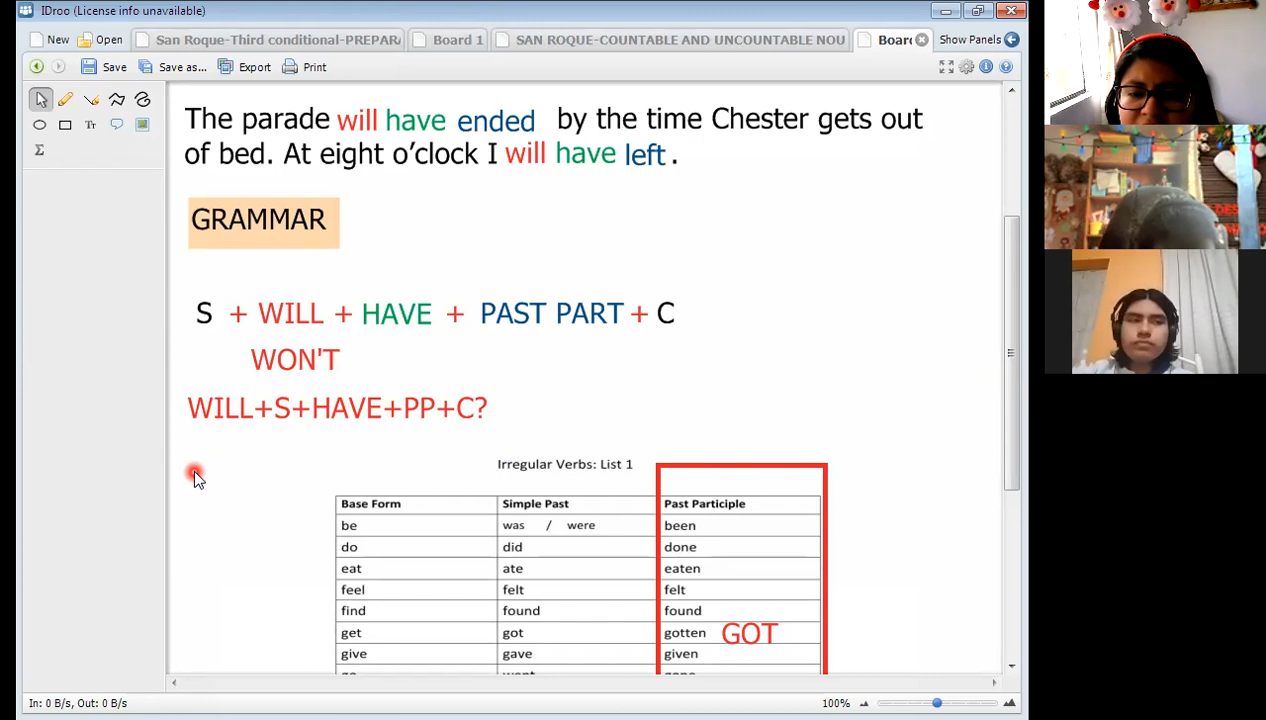 IDroo (License info unavailable)
New Open San Roque-Third conditional-PREPAR Board 1 SAN ROQUE-COUNTABLE AND UNCOUNTABLE NOU Board Show Panels
Save Save as... Export Print
The parade will have ended by the time Chester gets out
of bed. At eight o’clock I will have left .
GRAMMAR
S + WILL + HAVE + PAST PART + C
WON'T
WILL+S+HAVE+PP+C?
Irregular Verbs: List 1
Base Form Simple Past Past Participle
be was / were been
do did done
eat ate eaten
feel felt felt
find found found
get got gotten GOT
give gave given
Tt
Σ
In: 0 B/s, Out: 0 B/s 100%